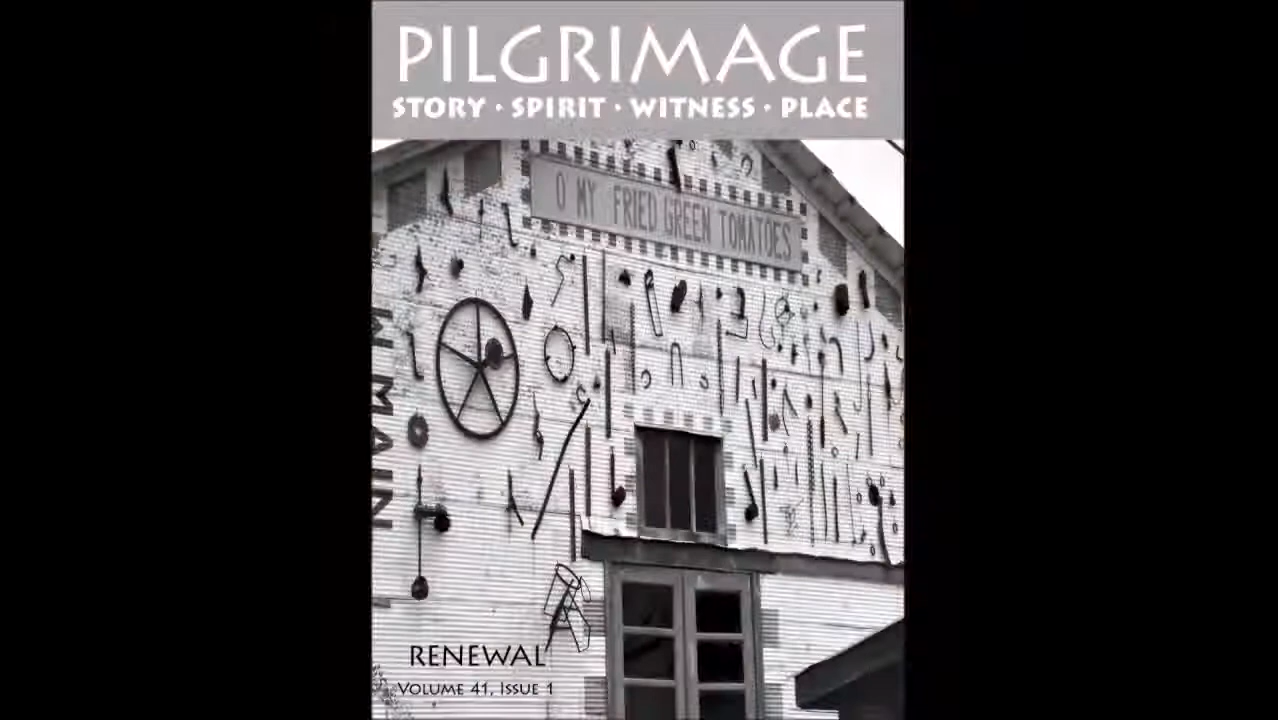 PILGRIMAGE
STORY · SPIRIT · WITNESS · PLACE
O MY FRIED GREEN TOMATOES
W MAIN
RENEWAL
VOLUME 41, ISSUE 1